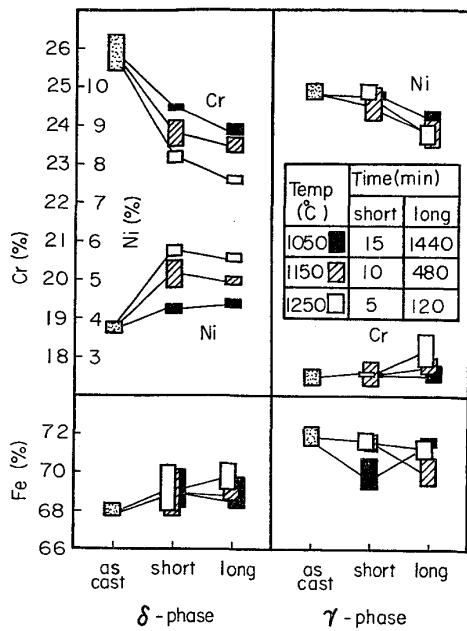 26
25
24
23
22
21
20
19
18
Cr (%)
10
9
8
7
6
5
4
3
Ni (%)
Cr
Ni
Ni
Cr
Temp (°C) Time(min)
short long
1050 15 1440
1150 10 480
1250 5 120
72
70
68
66
Fe (%)
as cast short long
as cast short long
δ - phase
γ - phase